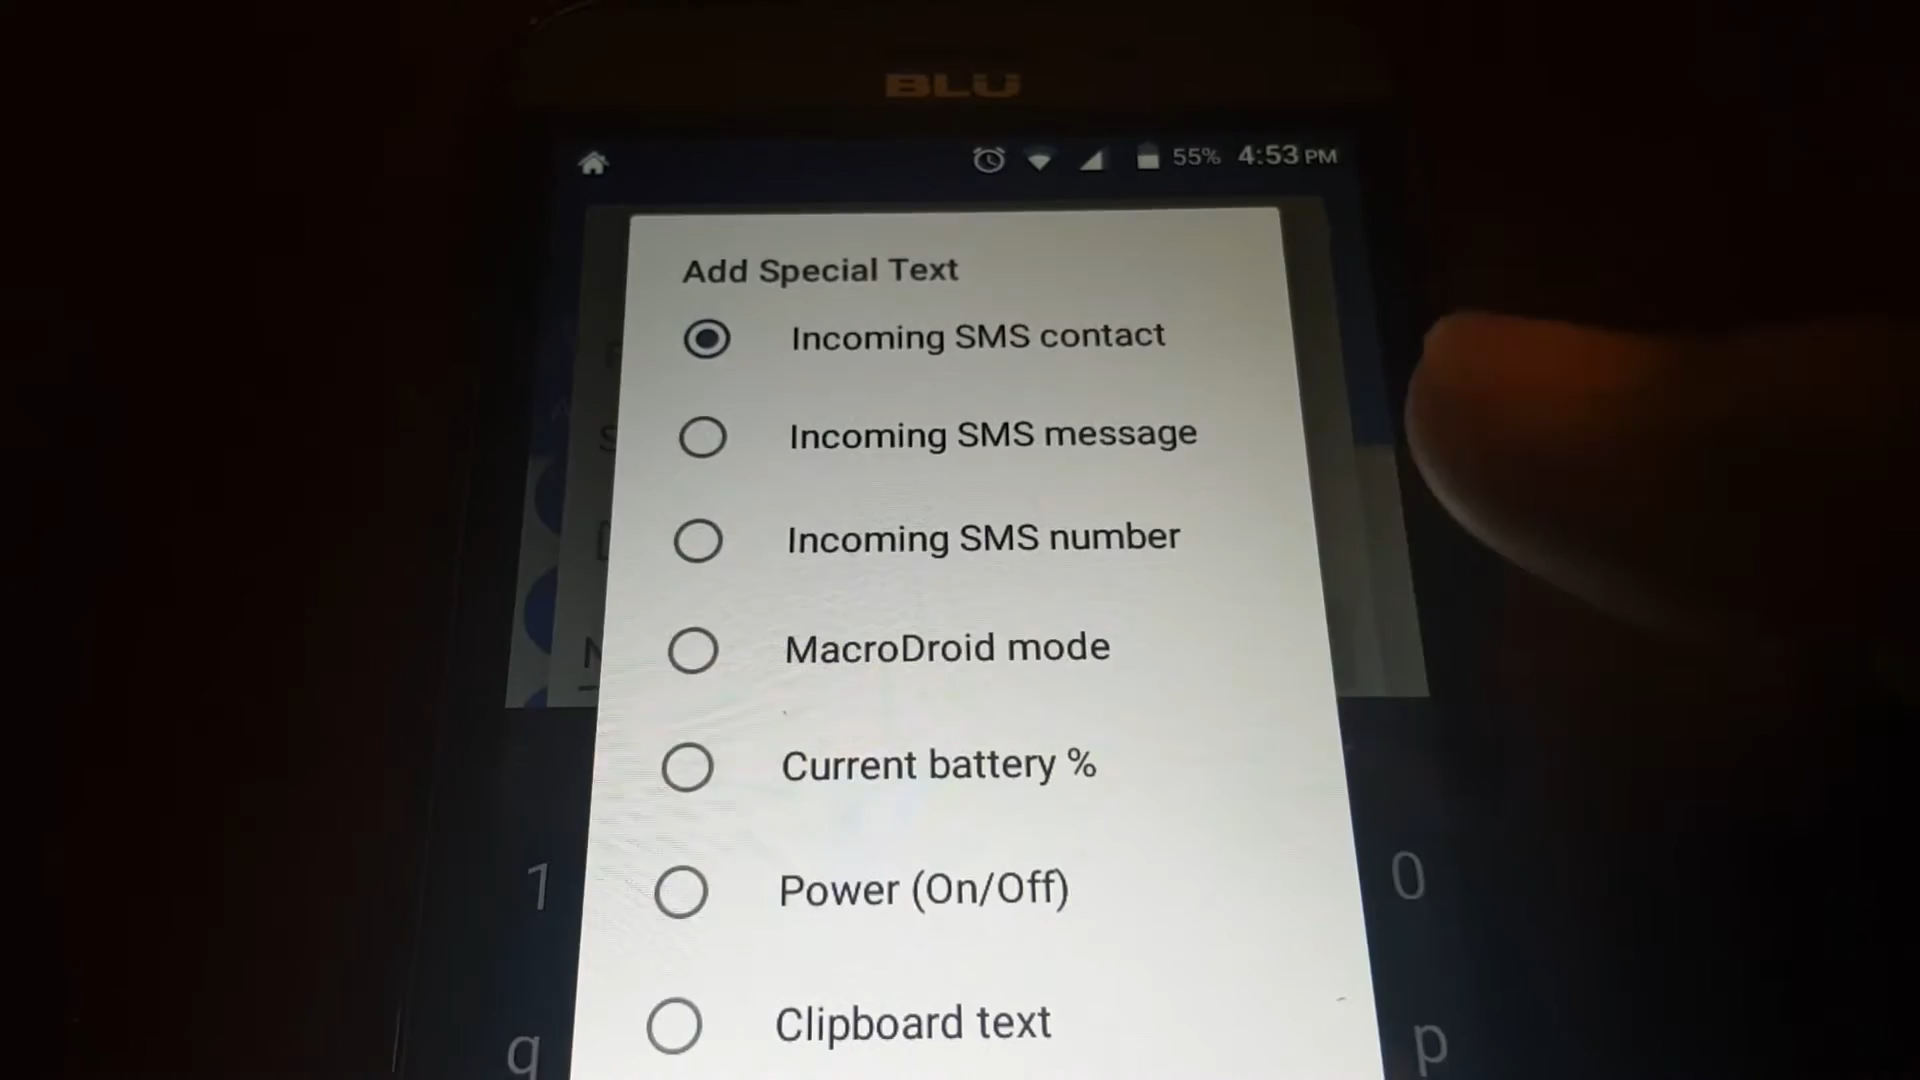 BLU
55% 4:53 PM
Add Special Text
Incoming SMS contact
Incoming SMS message
Incoming SMS number
MacroDroid mode
Current battery %
Power (On/Off)
Clipboard text
1
0
q
p